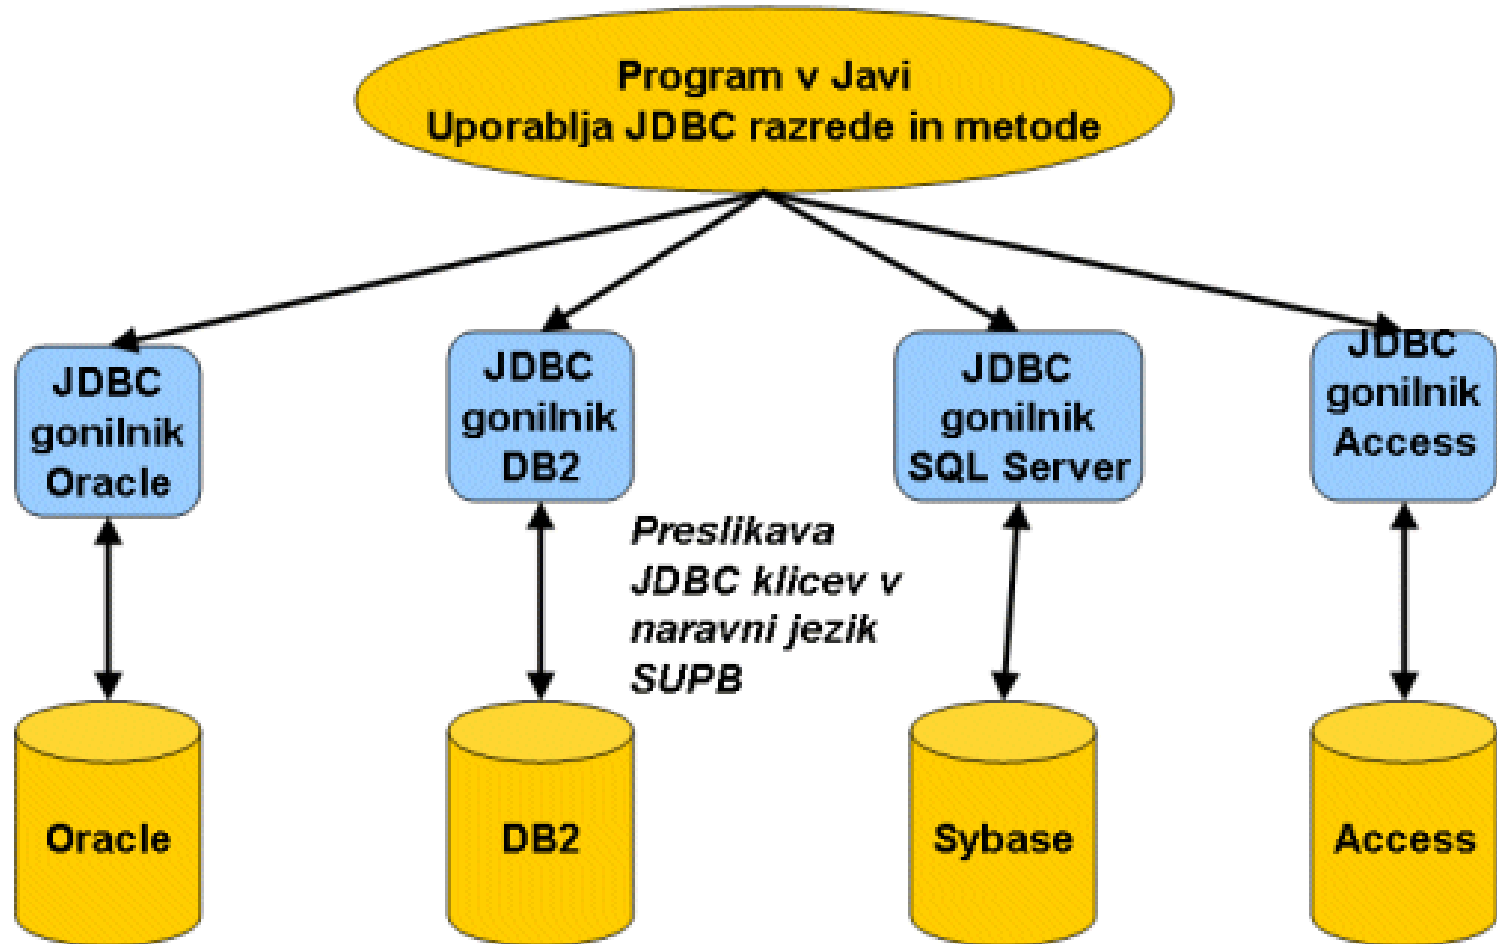 Program v Javi
Uporablja JDBC razrede in metode
JDBC
gonilnik
Oracle
JDBC
gonilnik
DB2
JDBC
gonilnik
SQL Server
JDBC
gonilnik
Access
Preslikava
JDBC klicev v
naravni jezik
SUPB
Oracle
DB2
Sybase
Access